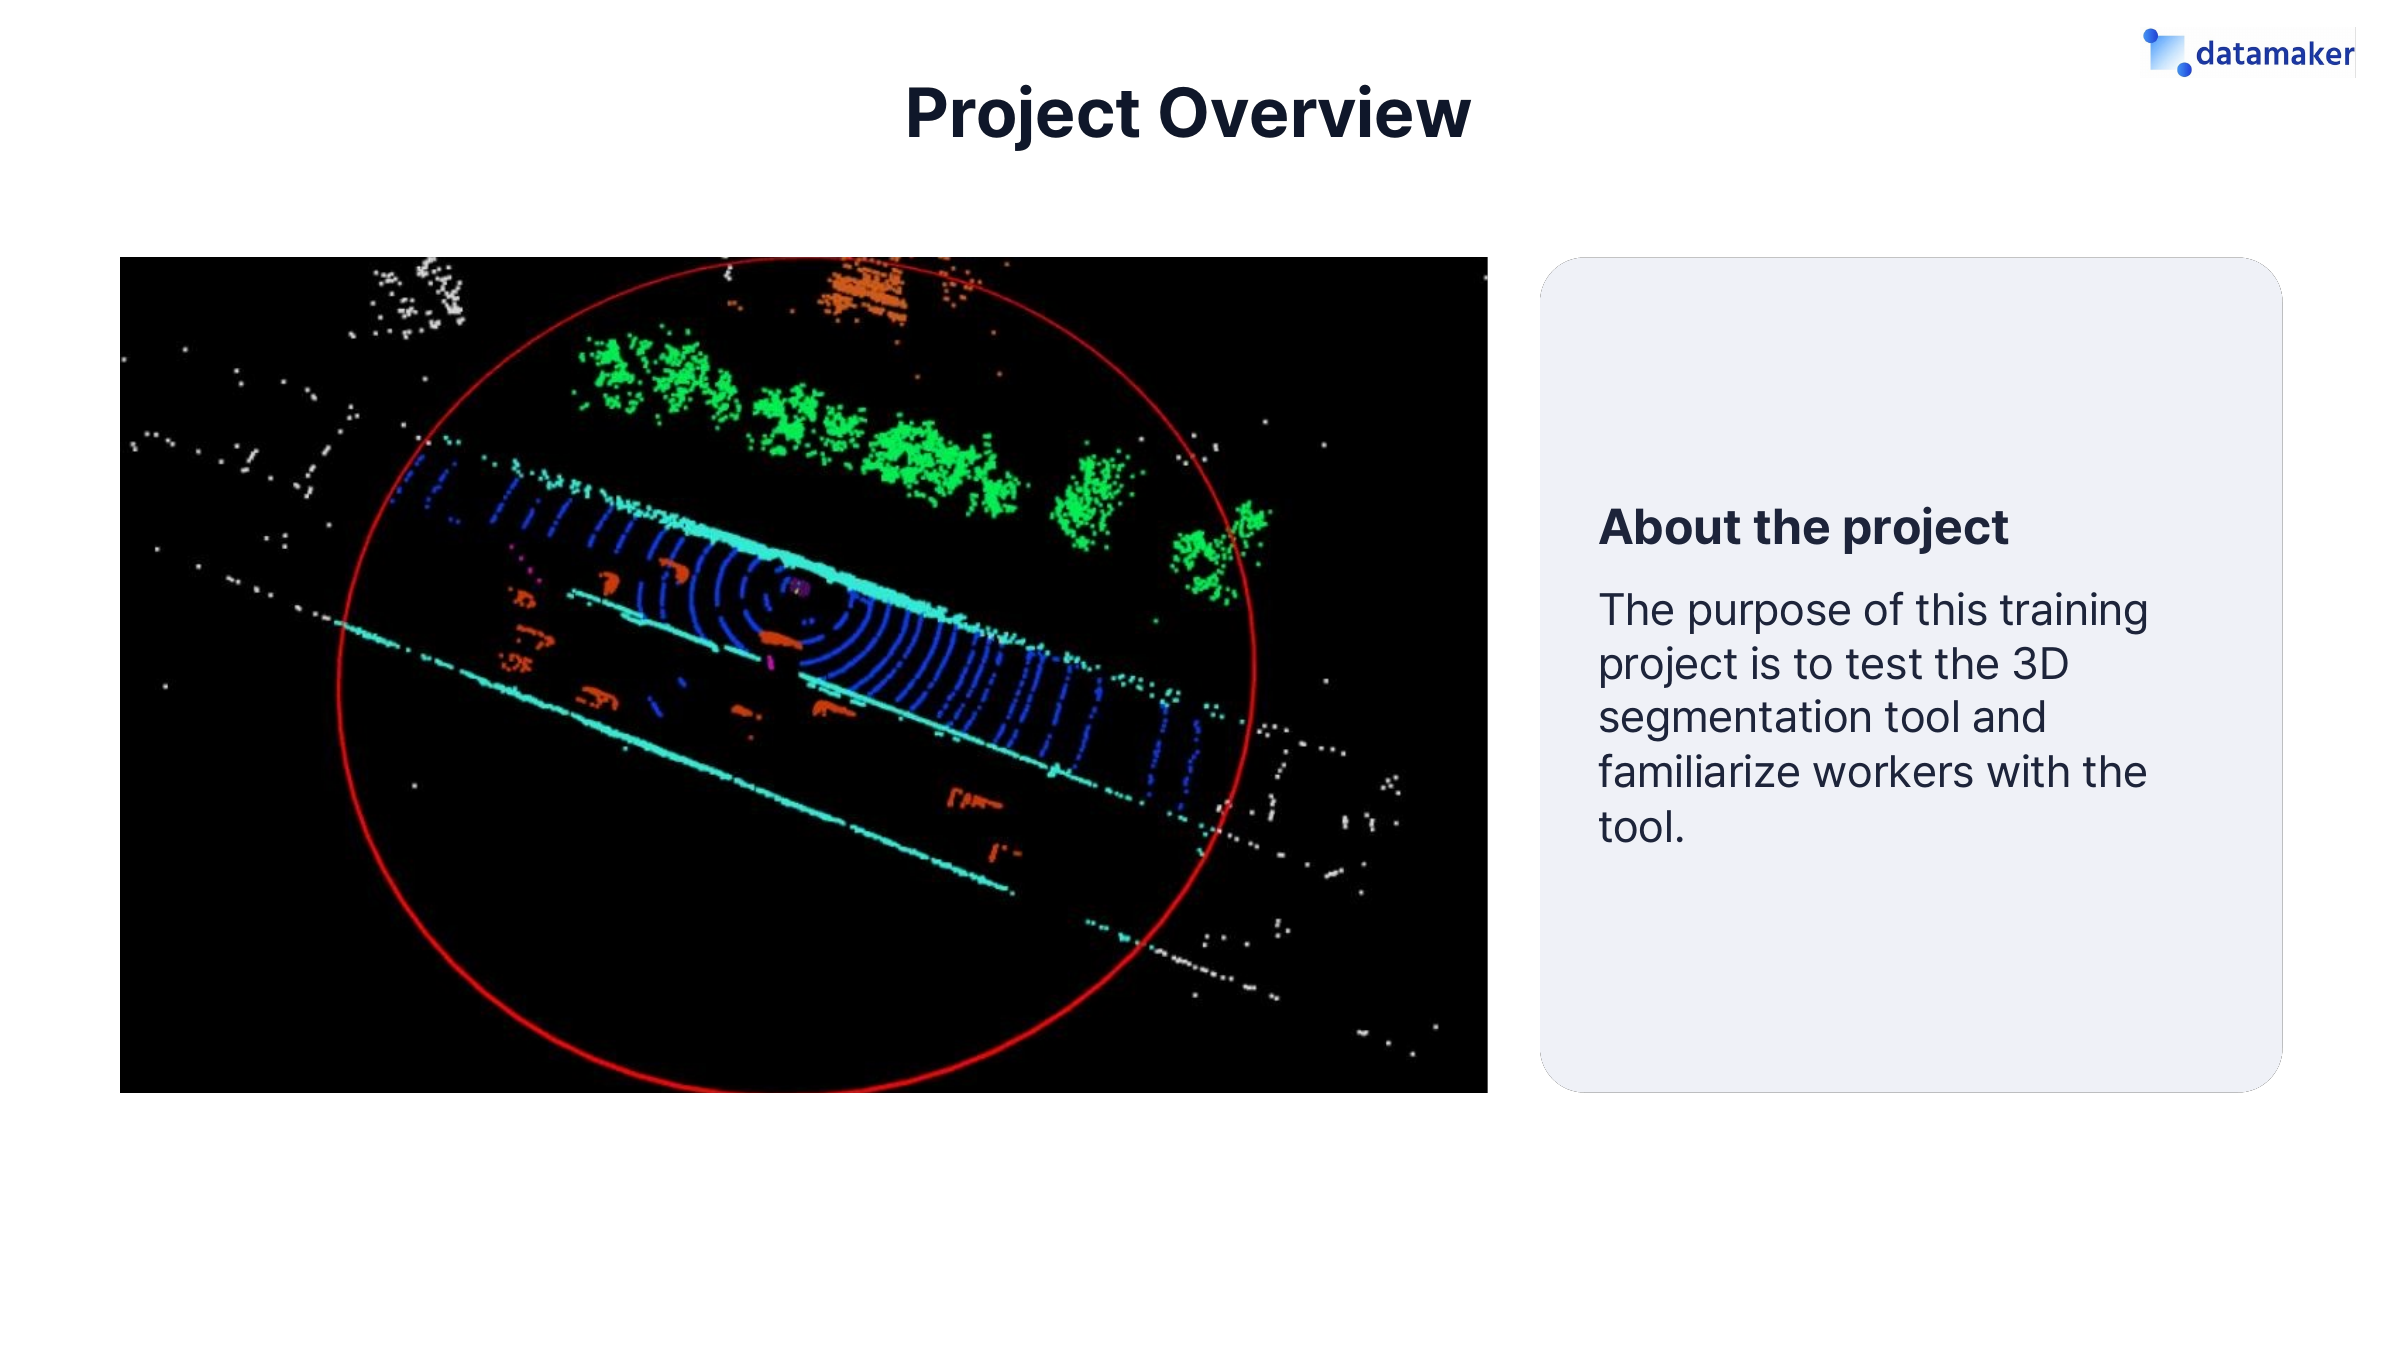 datamaker
Project Overview
About the project
The purpose of this training
project is to test the 3D
segmentation tool and
familiarize workers with the
tool.